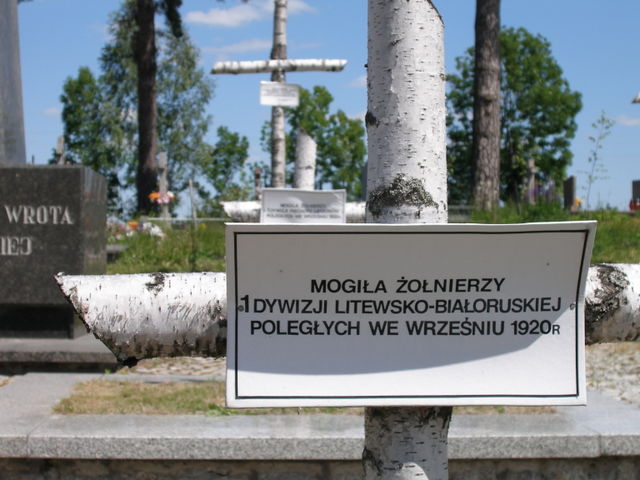 WROTA
MOGIŁA ŻOŁNIERZY
1 DYWIZJI LITEWSKO-BIAŁORUSKIEJ
POLEGŁYCH WE WRZEŚNIU 1920R